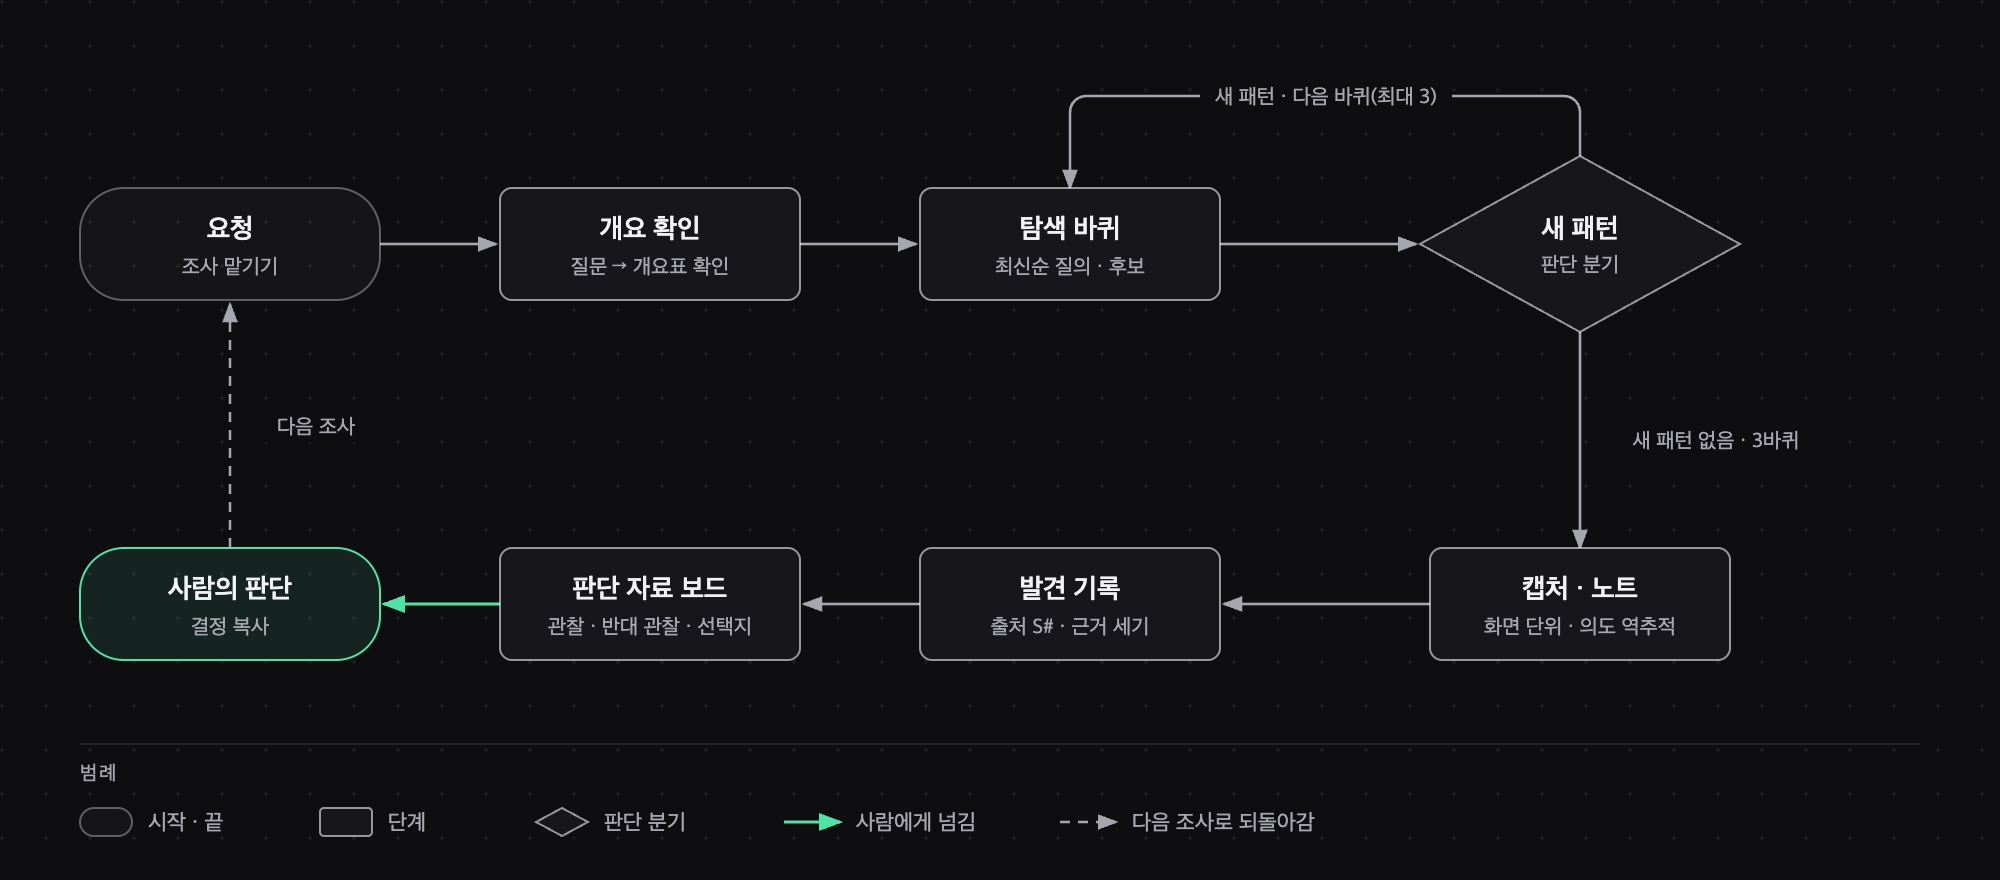 새 패턴 · 다음 바퀴(최대 3)
요청
조사 맡기기
개요 확인
질문 → 개요표 확인
탐색 바퀴
최신순 질의 · 후보
새 패턴
판단 분기
다음 조사
새 패턴 없음 · 3바퀴
사람의 판단
결정 복사
판단 자료 보드
관찰 · 반대 관찰 · 선택지
발견 기록
출처 S# · 근거 세기
캡처 · 노트
화면 단위 · 의도 역추적
범례
시작 · 끝
단계
판단 분기
사람에게 넘김
다음 조사로 되돌아감